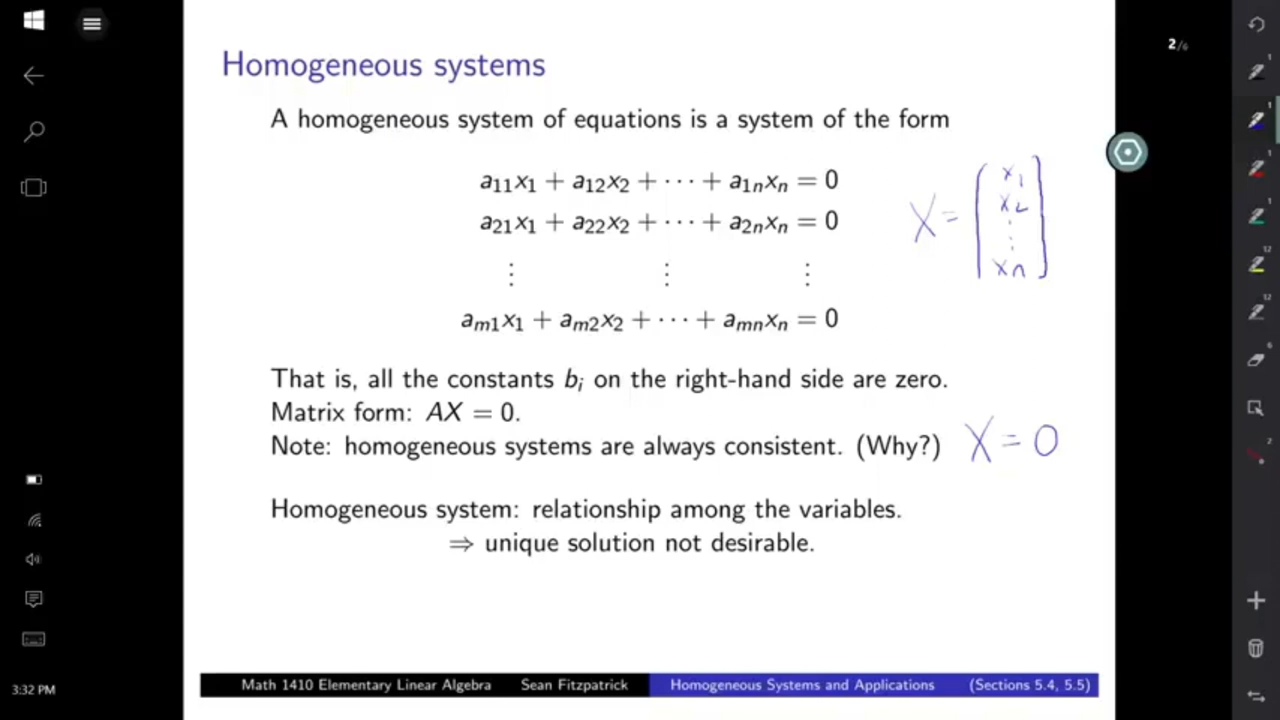 2/6
Homogeneous systems
A homogeneous system of equations is a system of the form
a₁₁x₁ + a₁₂x₂ + ⋯ + a₁ₙxₙ = 0
a₂₁x₁ + a₂₂x₂ + ⋯ + a₂ₙxₙ = 0
⋮ ⋮ ⋮
aₘ₁x₁ + aₘ₂x₂ + ⋯ + aₘₙxₙ = 0
X = [
x₁
x₂
⋮
xₙ
]
That is, all the constants bᵢ on the right-hand side are zero.
Matrix form: AX = 0.
Note: homogeneous systems are always consistent. (Why?) X = 0
Homogeneous system: relationship among the variables.
⇒ unique solution not desirable.
Math 1410 Elementary Linear Algebra Sean Fitzpatrick Homogeneous Systems and Applications (Sections 5.4, 5.5)
3:32 PM